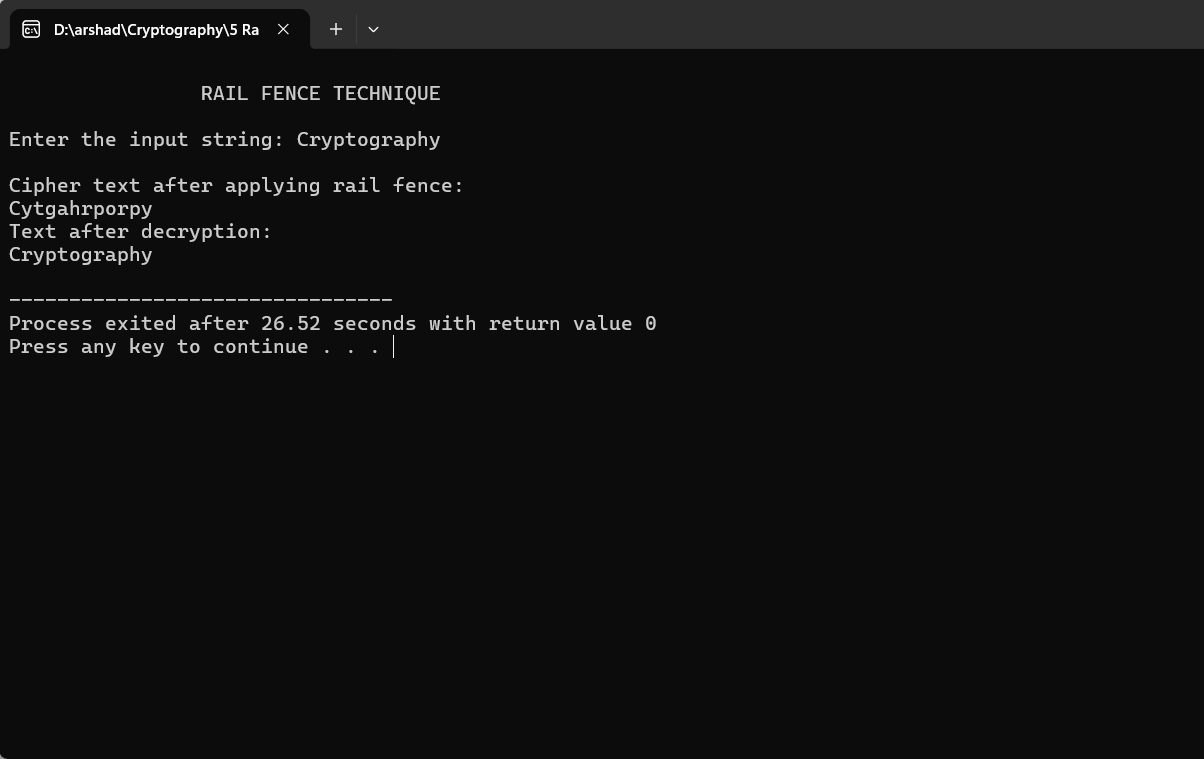 D:\arshad\Cryptography\5 Ra
RAIL FENCE TECHNIQUE
Enter the input string: Cryptography
Cipher text after applying rail fence:
Cytgahrporpy
Text after decryption:
Cryptography
--------------------------------
Process exited after 26.52 seconds with return value 0
Press any key to continue . . .